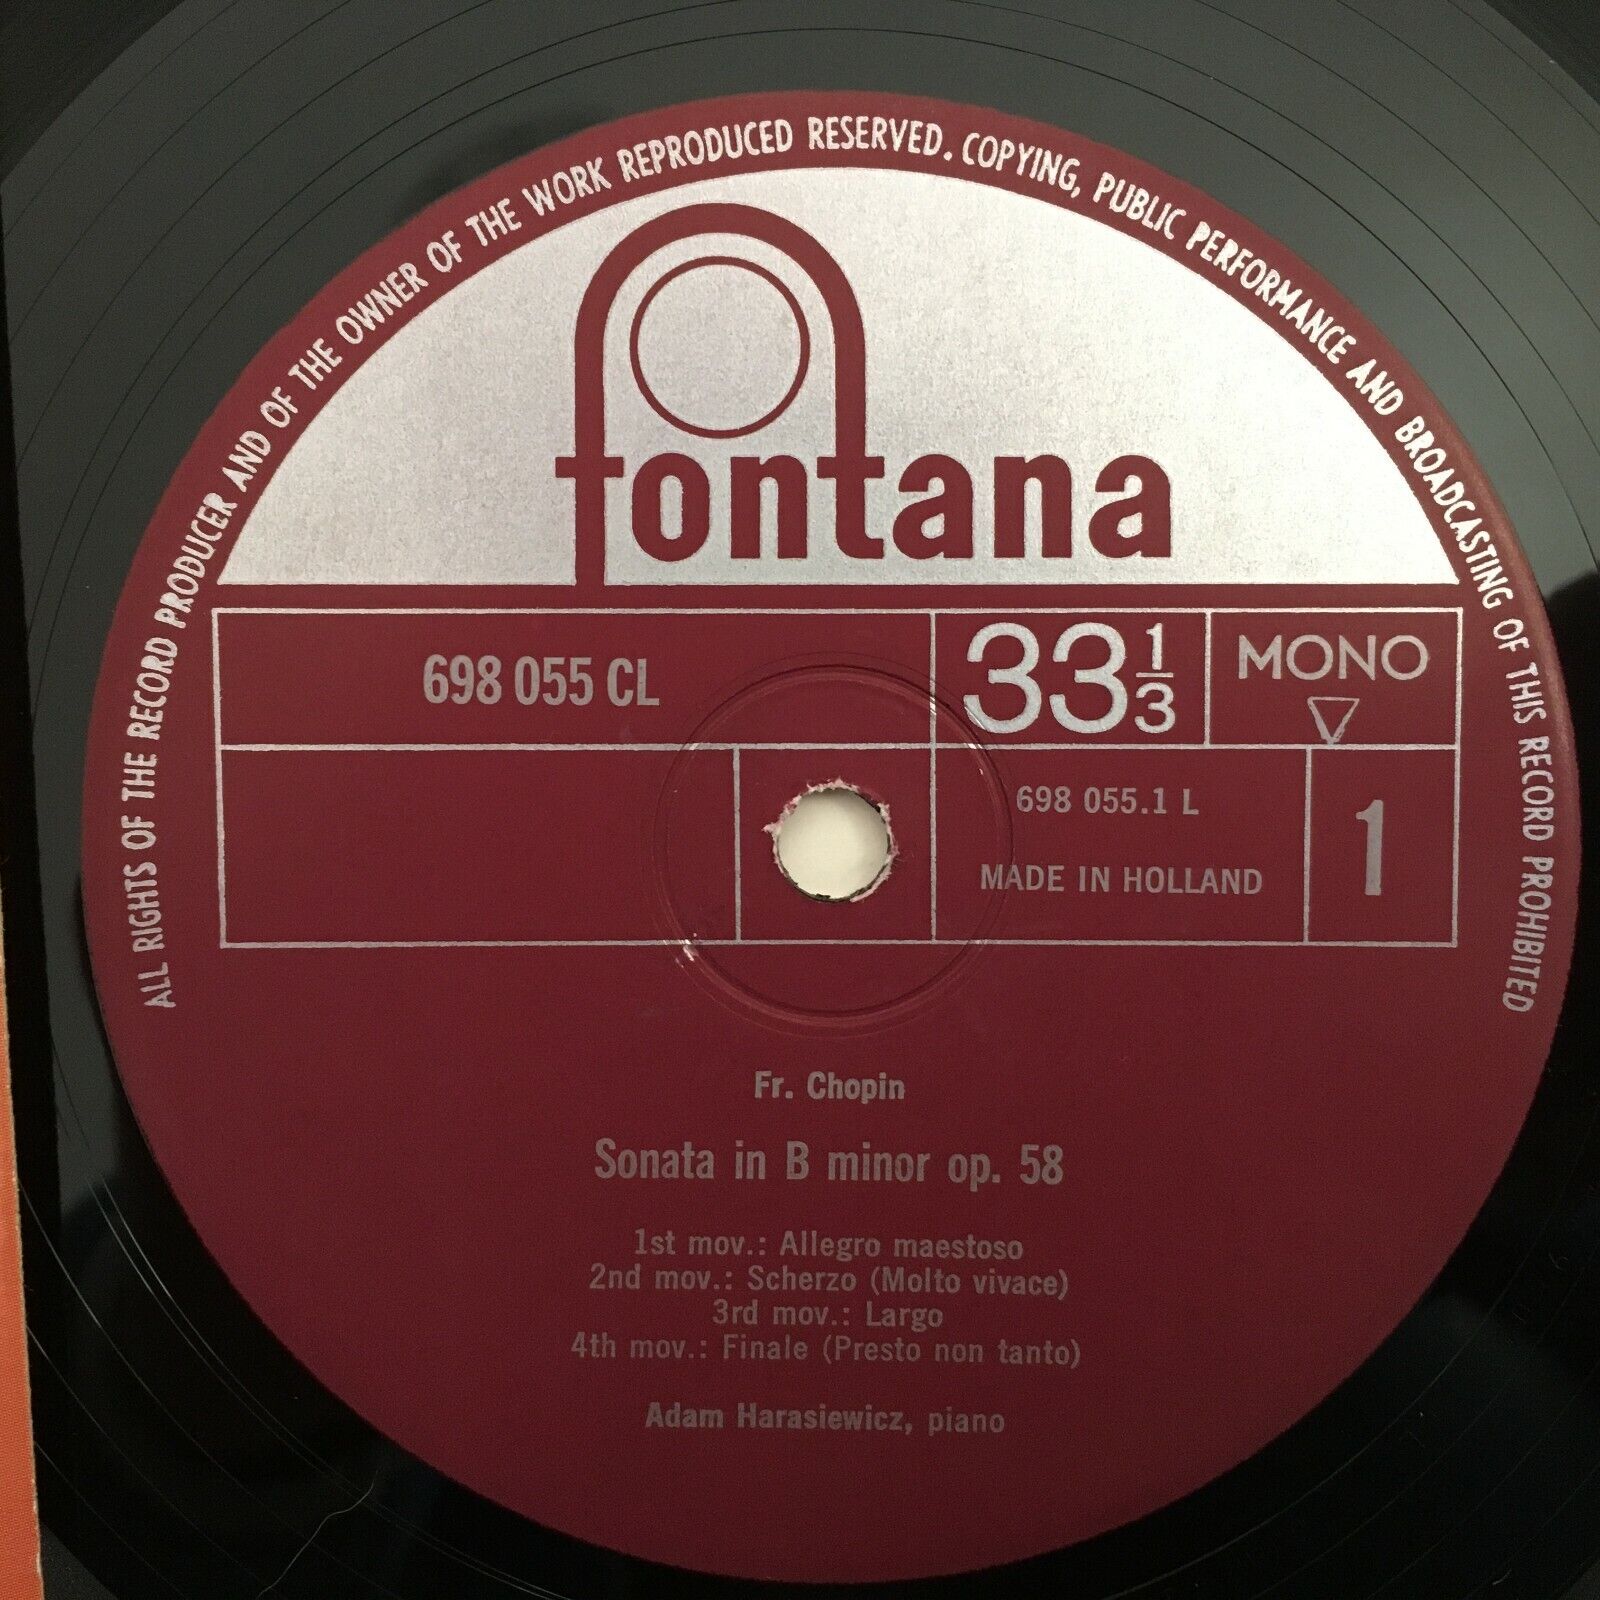 ALL RIGHTS OF THE RECORD PRODUCER AND OF THE OWNER OF THE WORK REPRODUCED RESERVED. COPYING, PUBLIC PERFORMANCE AND BROADCASTING OF THIS RECORD PROHIBITED
fontana
698 055 CL
33 1/3
MONO
698 055.1 L
MADE IN HOLLAND
1
Fr. Chopin
Sonata in B minor op. 58
1st mov.: Allegro maestoso
2nd mov.: Scherzo (Molto vivace)
3rd mov.: Largo
4th mov.: Finale (Presto non tanto)
Adam Harasiewicz, piano